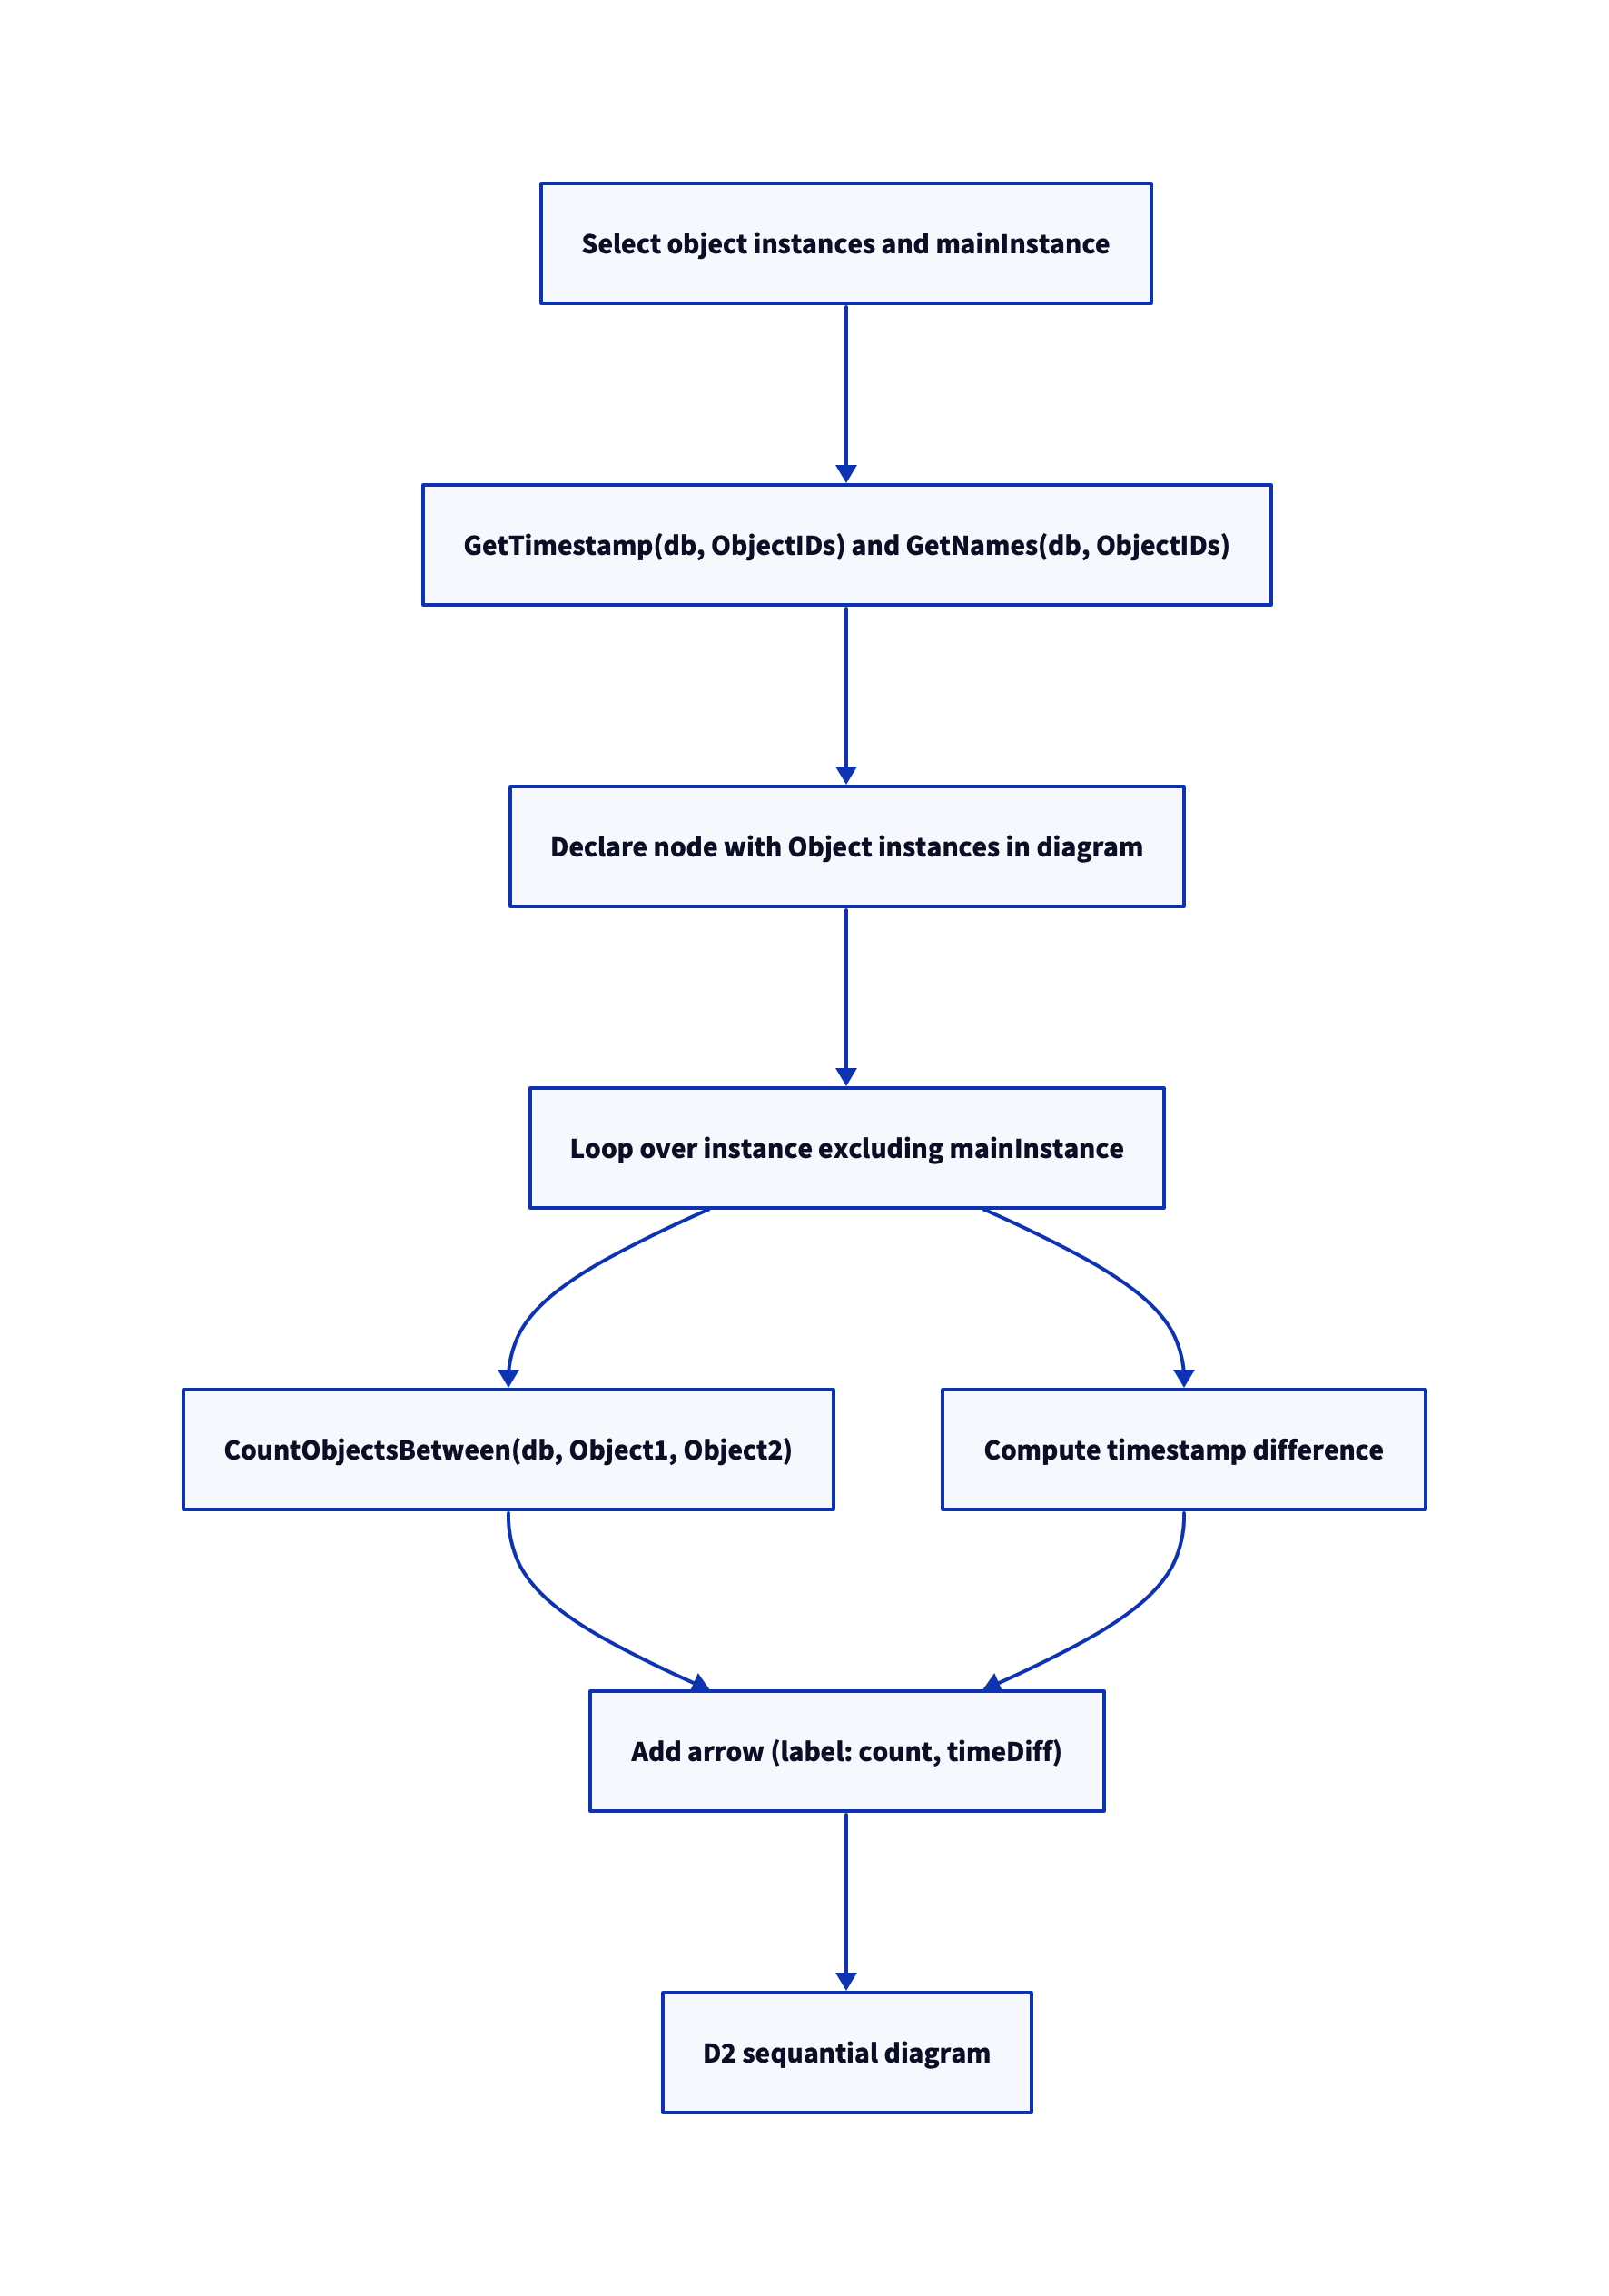 Select object instances and mainInstance
GetTimestamp(db, ObjectIDs) and GetNames(db, ObjectIDs)
Declare node with Object instances in diagram
Loop over instance excluding mainInstance
CountObjectsBetween(db, Object1, Object2)
Compute timestamp difference
Add arrow (label: count, timeDiff)
D2 sequantial diagram